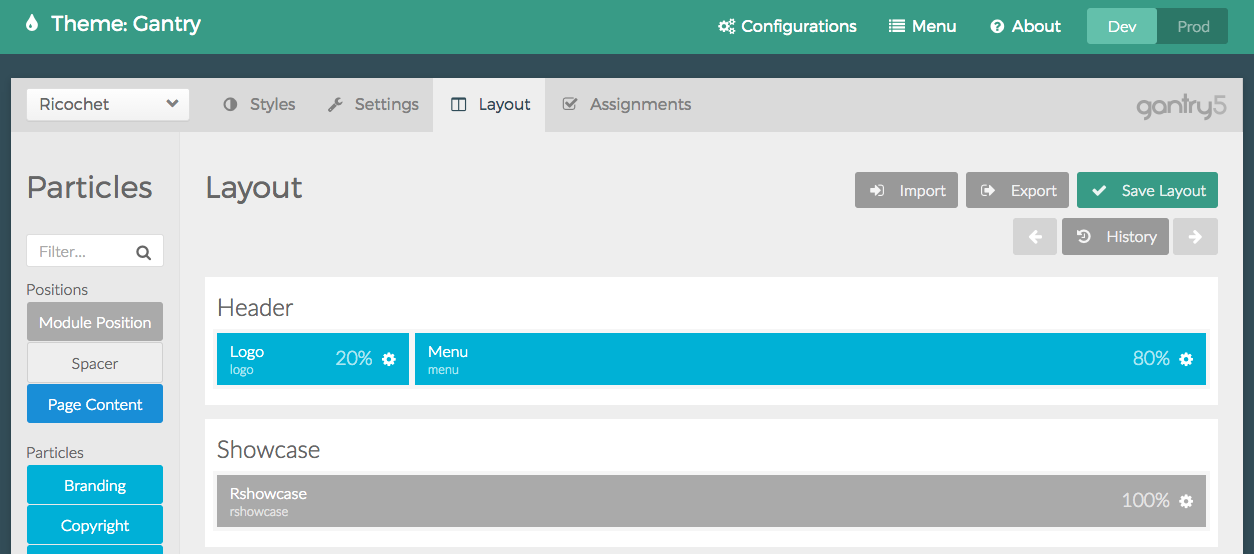 Theme: Gantry
Configurations Menu About Dev Prod
Ricochet Styles Settings Layout Assignments gantry5
Particles
Layout
Import Export Save Layout
History
Filter...
Positions
Module Position
Spacer
Page Content
Particles
Branding
Copyright
Header
Logo 20%
logo
Menu 80%
menu
Showcase
Rshowcase 100%
rshowcase